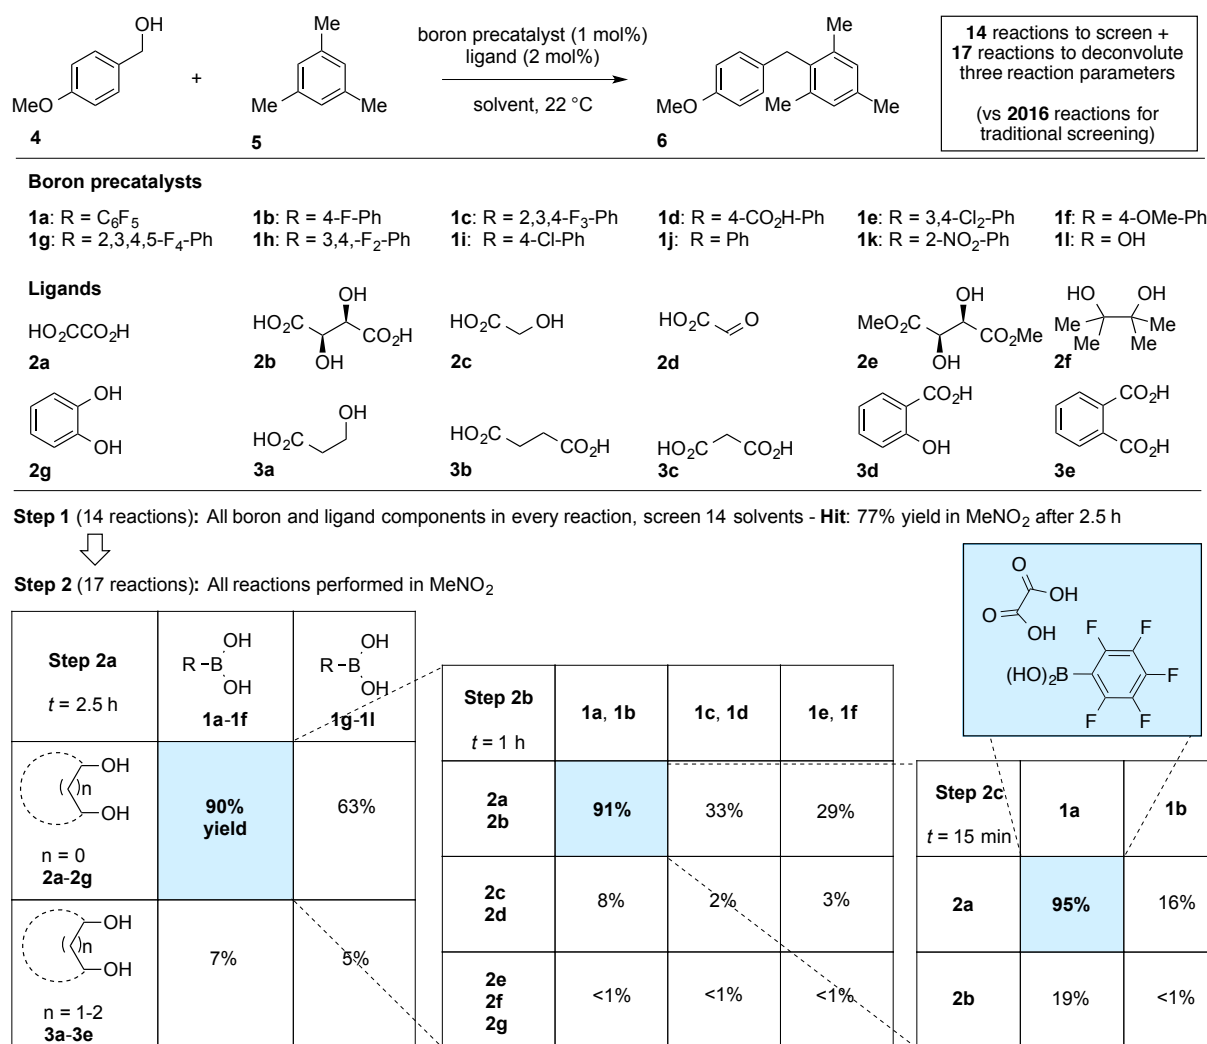 OH
MeO
4
+
Me
Me
Me
5
boron precatalyst (1 mol%)
ligand (2 mol%)
solvent, 22 °C
Me
MeO
Me
Me
6
14 reactions to screen +
17 reactions to deconvolute
three reaction parameters
(vs 2016 reactions for
traditional screening)
Boron precatalysts
1a: R = C6F5
1b: R = 4-F-Ph
1c: R = 2,3,4-F3-Ph
1d: R = 4-CO2H-Ph
1e: R = 3,4-Cl2-Ph
1f: R = 4-OMe-Ph
1g: R = 2,3,4,5-F4-Ph
1h: R = 3,4,-F2-Ph
1i: R = 4-Cl-Ph
1j: R = Ph
1k: R = 2-NO2-Ph
1l: R = OH
Ligands
HO2CCO2H
2a
OH
HO2C
CO2H
OH
2b
HO2C
OH
2c
HO2C
O
2d
OH
MeO2C
CO2Me
OH
2e
HO
OH
Me
Me
Me
Me
2f
OH
OH
2g
OH
HO2C
3a
HO2C
CO2H
3b
HO2C
CO2H
3c
CO2H
OH
3d
CO2H
CO2H
3e
Step 1 (14 reactions): All boron and ligand components in every reaction, screen 14 solvents - Hit: 77% yield in MeNO2 after 2.5 h
Step 2 (17 reactions): All reactions performed in MeNO2
Step 2a
t = 2.5 h
OH
R–B
OH
1a-1f
OH
R–B
OH
1g-1l
OH
( )n
OH
n = 0
2a-2g
90%
yield
63%
OH
( )n
OH
n = 1-2
3a-3e
7%
5%
Step 2b
t = 1 h
1a, 1b
1c, 1d
1e, 1f
2a
2b
91%
33%
29%
2c
2d
8%
2%
3%
2e
2f
2g
<1%
<1%
<1%
O
OH
O
OH
F
F
(HO)2B
F
F
F
Step 2c
t = 15 min
1a
1b
2a
95%
16%
2b
19%
<1%